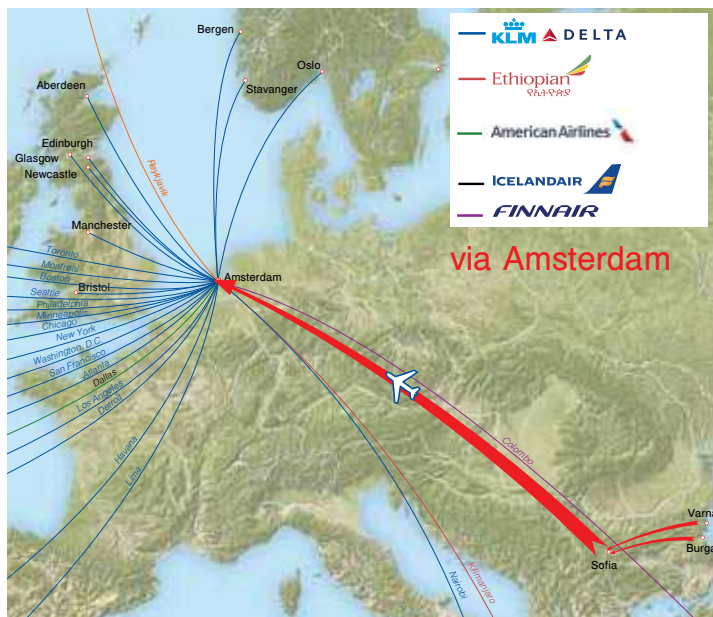 KLM DELTA
Ethiopian
የኢትዮጵያ
American Airlines
ICELANDAIR
FINNAIR
via Amsterdam
Bergen
Oslo
Stavanger
Aberdeen
Edinburgh
Glasgow
Newcastle
Reykjavik
Manchester
Amsterdam
Toronto
Montreal
Boston
Seattle
Bristol
Philadelphia
Minneapolis
Chicago
New York
Washington, D.C.
San Francisco
Atlanta
Dallas
Los Angeles
Detroit
Havana
Lima
Colombo
Nairobi
Kilimanjaro
Varna
Burga
Sofia